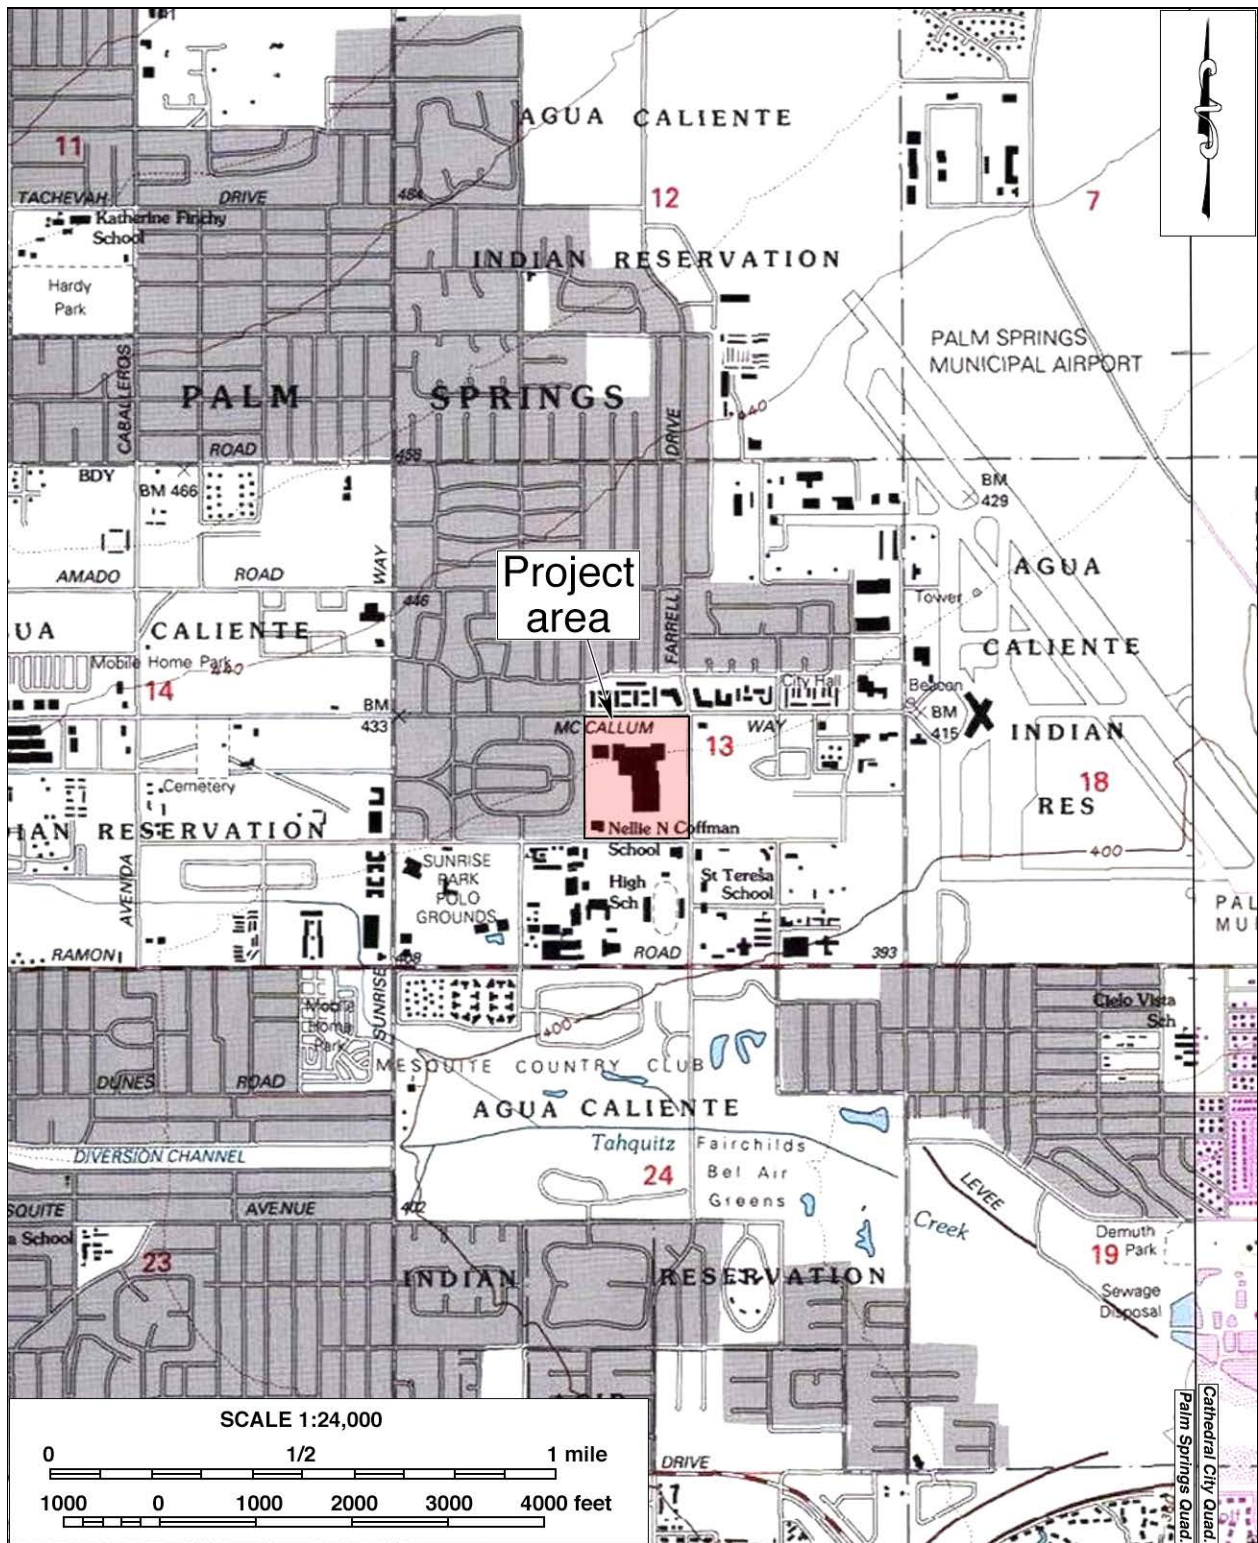 AGUA CALIENTE
11
TACHEVAH DRIVE
484
12
7
Katherine Finchy
School
INDIAN RESERVATION
Hardy
Park
PALM SPRINGS
MUNICIPAL AIRPORT
CABALLEROS
PALM SPRINGS
DRIVE
440
ROAD
458
BDY
BM 466
BM
429
WAY
Project
area
AMADO ROAD
446
AGUA
Tower
FARRELL
UA CALIENTE
CALIENTE
Mobile Home Park
440
14
City Hall
Beacon
BM
433
BM
415
MC CALLUM WAY
13
INDIAN
18
Cemetery
RES
IAN RESERVATION
Nellie N Coffman
School
400
AVENIDA
SUNRISE
PARK
POLO
GROUNDS
High
Sch
St Teresa
School
PAL
MU
RAMON
ROAD
393
408
SUNRISE
Mobile
Home
Park
Cielo Vista
Sch
400
MESQUITE COUNTRY CLUB
DUNES ROAD
AGUA CALIENTE
Tahquitz
Fairchilds
Bel Air
Greens
DIVERSION CHANNEL
24
LEVEE
SQUITE AVENUE
402
Creek
Demuth
Park
a School
23
19
INDIAN RESERVATION
Sewage
Disposal
SCALE 1:24,000
0 1/2 1 mile
1000 0 1000 2000 3000 4000 feet
DRIVE
Cathedral City Quad.
Palm Springs Quad.